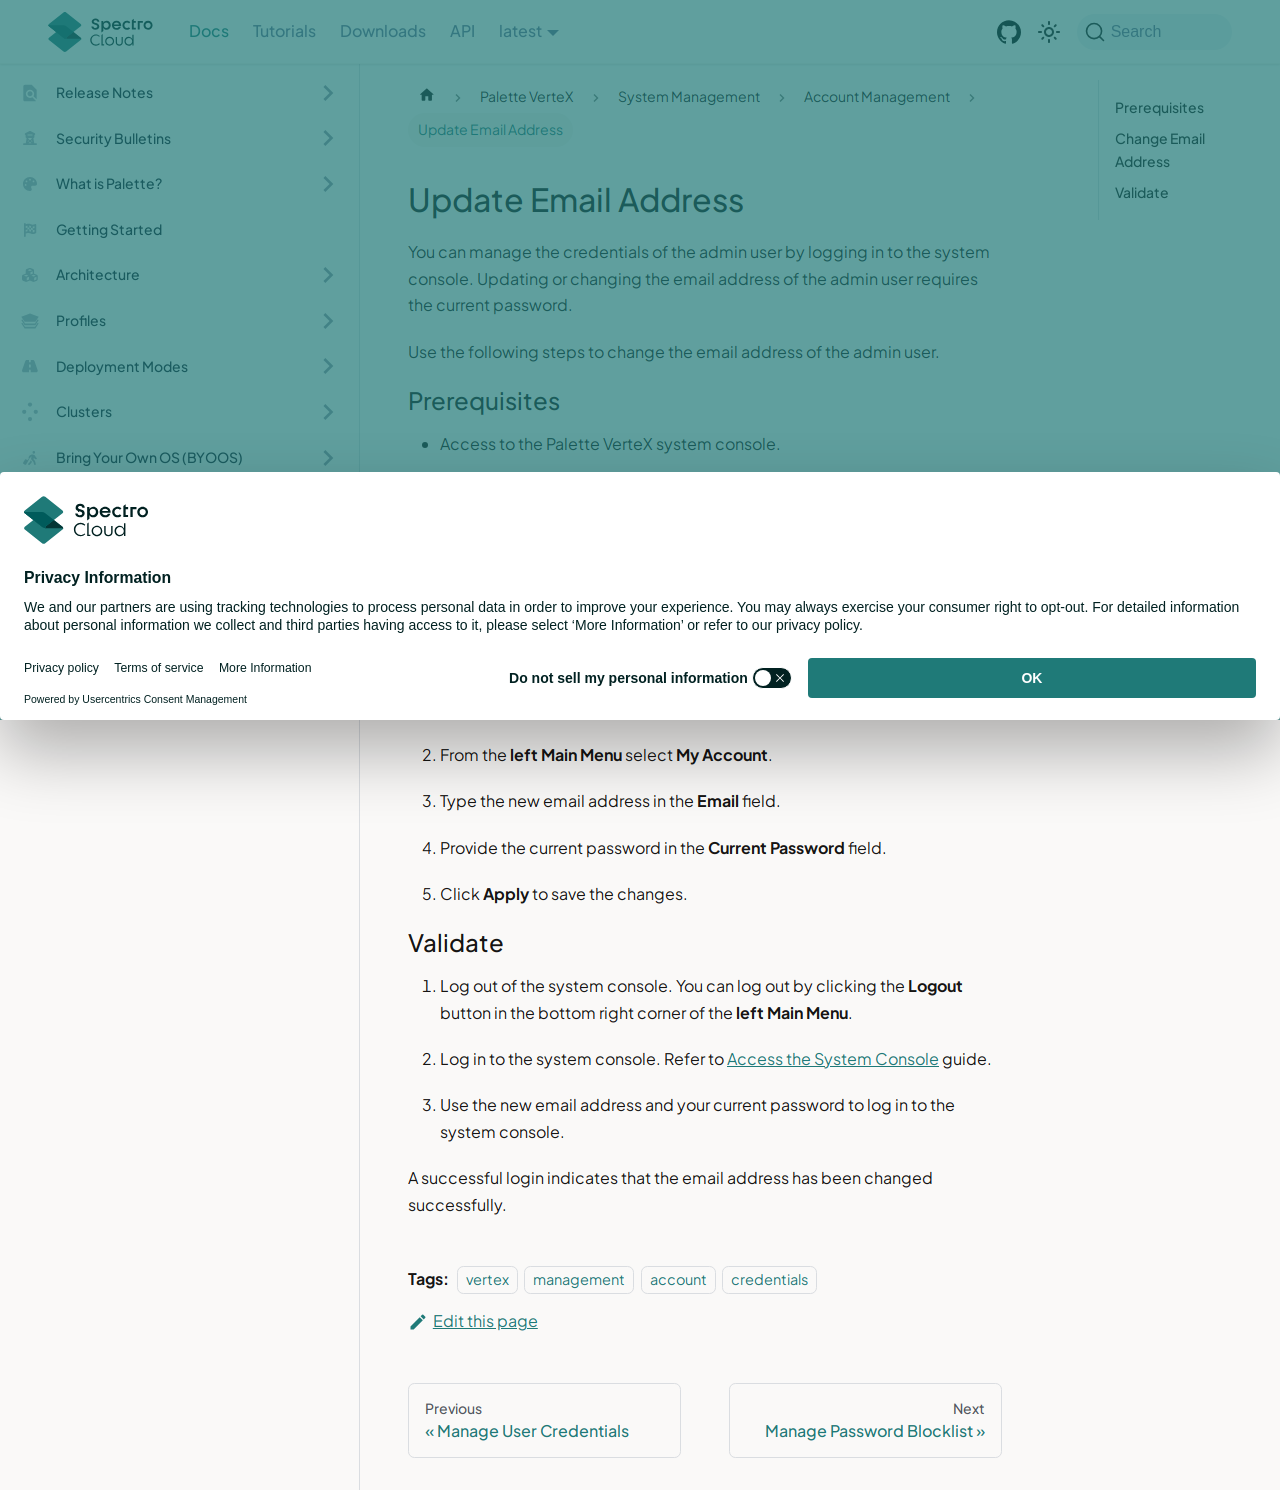 Spectro
Cloud
Docs
Tutorials
Downloads
API
latest
Search
Release Notes
Security Bulletins
What is Palette?
Getting Started
Architecture
Profiles
Deployment Modes
Clusters
Bring Your Own OS (BYOOS)
Palette VerteX
System Management
Account Management
Update Email Address
Prerequisites
Change Email
Address
Validate
Update Email Address
You can manage the credentials of the admin user by logging in to the system
console. Updating or changing the email address of the admin user requires
the current password.
Use the following steps to change the email address of the admin user.
Prerequisites
Access to the Palette VerteX system console.
Spectro
Cloud
Privacy Information
We and our partners are using tracking technologies to process personal data in order to improve your experience. You may always exercise your consumer right to opt-out. For detailed information
about personal information we collect and third parties having access to it, please select ‘More Information’ or refer to our privacy policy.
Privacy policy
Terms of service
More Information
Powered by Usercentrics Consent Management
Do not sell my personal information
OK
2. From the left Main Menu select My Account.
3. Type the new email address in the Email field.
4. Provide the current password in the Current Password field.
5. Click Apply to save the changes.
Validate
1. Log out of the system console. You can log out by clicking the Logout
button in the bottom right corner of the left Main Menu.
2. Log in to the system console. Refer to Access the System Console guide.
3. Use the new email address and your current password to log in to the
system console.
A successful login indicates that the email address has been changed
successfully.
Tags:
vertex
management
account
credentials
Edit this page
Previous
« Manage User Credentials
Next
Manage Password Blocklist »